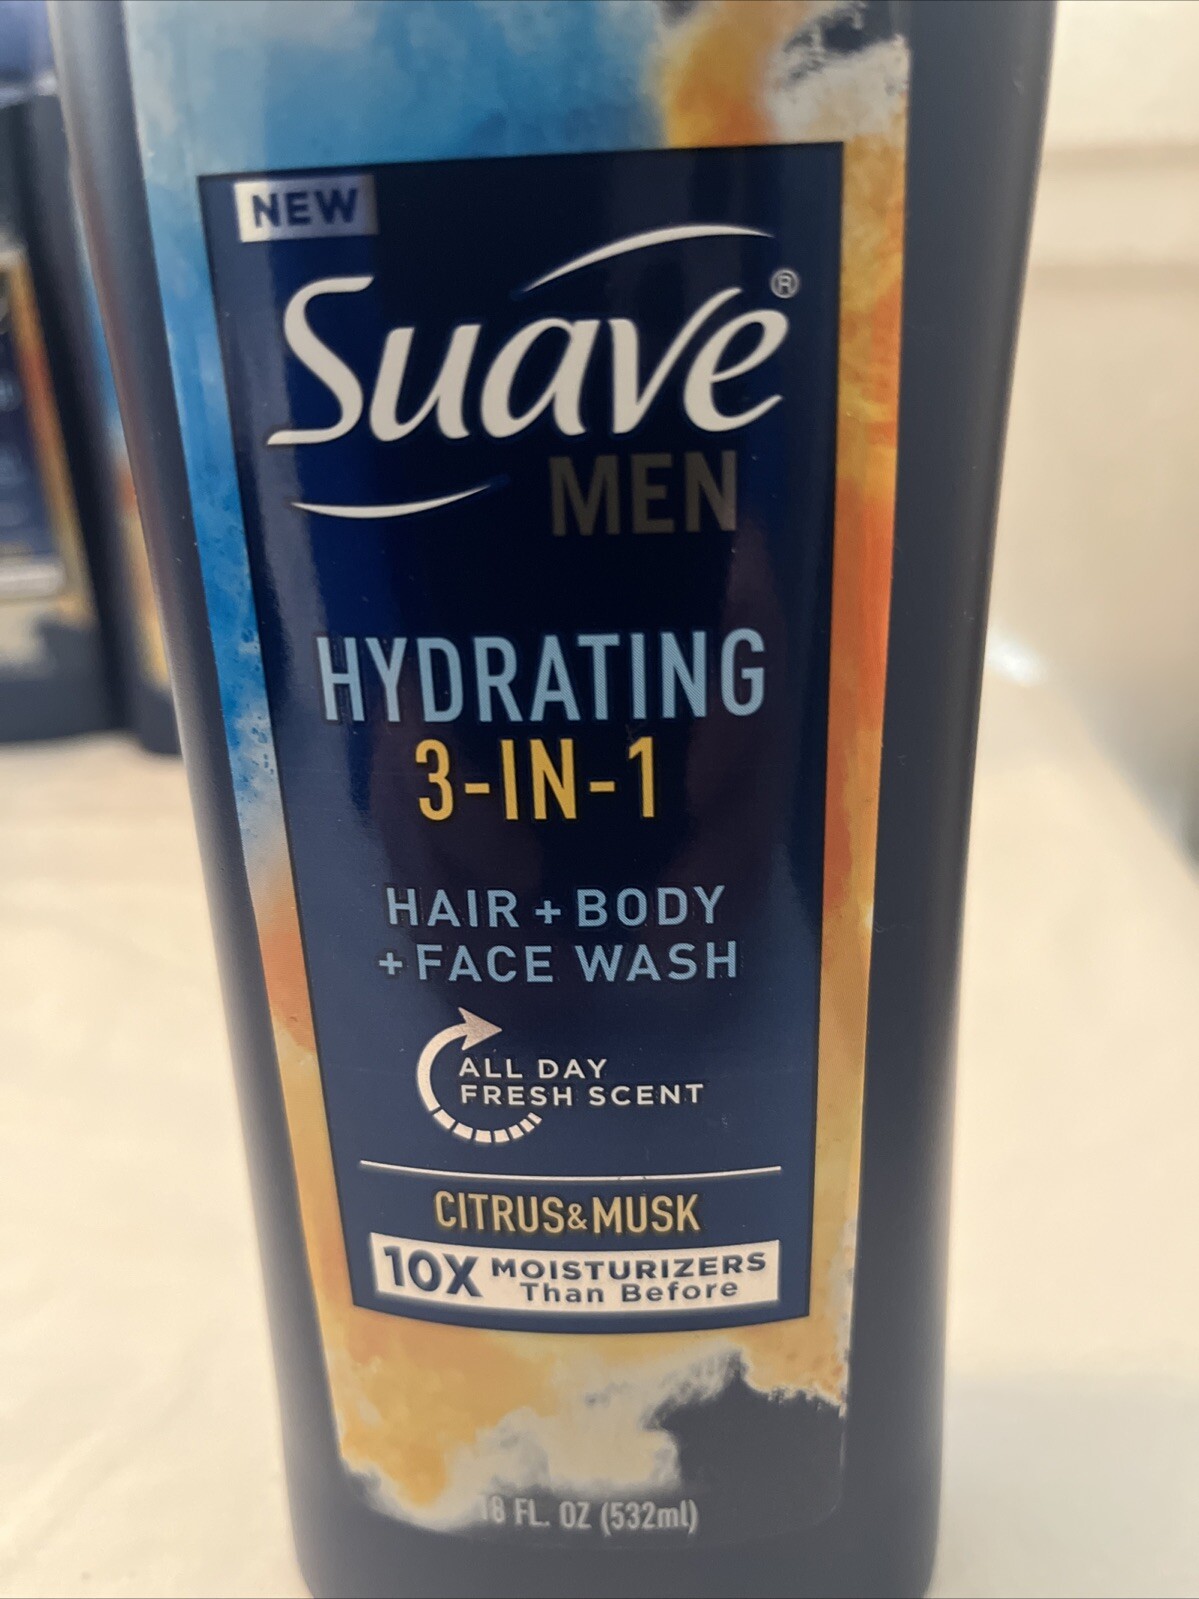 NEW
Suave®
MEN
HYDRATING
3-IN-1
HAIR + BODY
+ FACE WASH
ALL DAY
FRESH SCENT
CITRUS & MUSK
10X MOISTURIZERS
Than Before
18 FL. OZ (532ml)